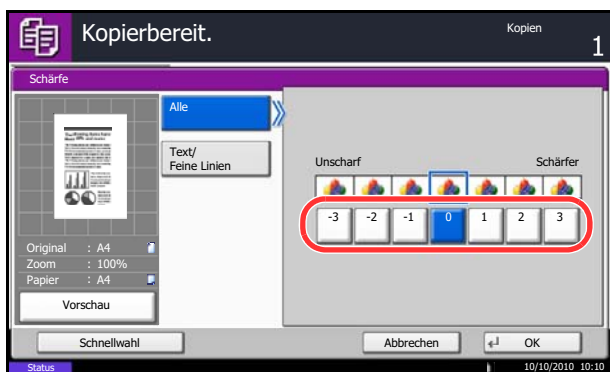 Kopierbereit.
Kopien
1
Schärfe
Alle
Text/
Feine Linien
Unscharf Schärfer
-3 -2 -1 0 1 2 3
Original : A4
Zoom : 100%
Papier : A4
Vorschau
Schnellwahl Abbrechen OK
Status 10/10/2010 10:10